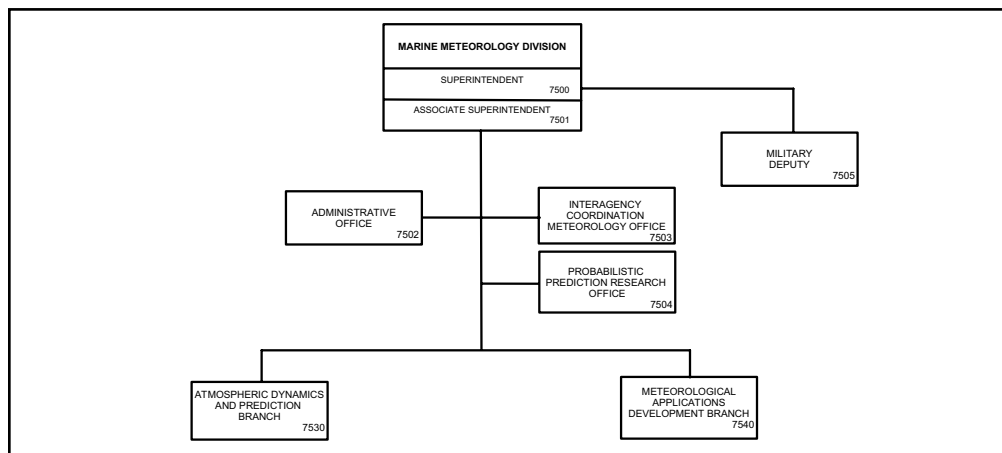 MARINE METEOROLOGY DIVISION
SUPERINTENDENT
7500
ASSOCIATE SUPERINTENDENT
7501
MILITARY
DEPUTY
7505
ADMINISTRATIVE
OFFICE
7502
INTERAGENCY
COORDINATION
METEOROLOGY OFFICE
7503
PROBABILISTIC
PREDICTION RESEARCH
OFFICE
7504
ATMOSPHERIC DYNAMICS
AND PREDICTION
BRANCH
7530
METEOROLOGICAL
APPLICATIONS
DEVELOPMENT BRANCH
7540